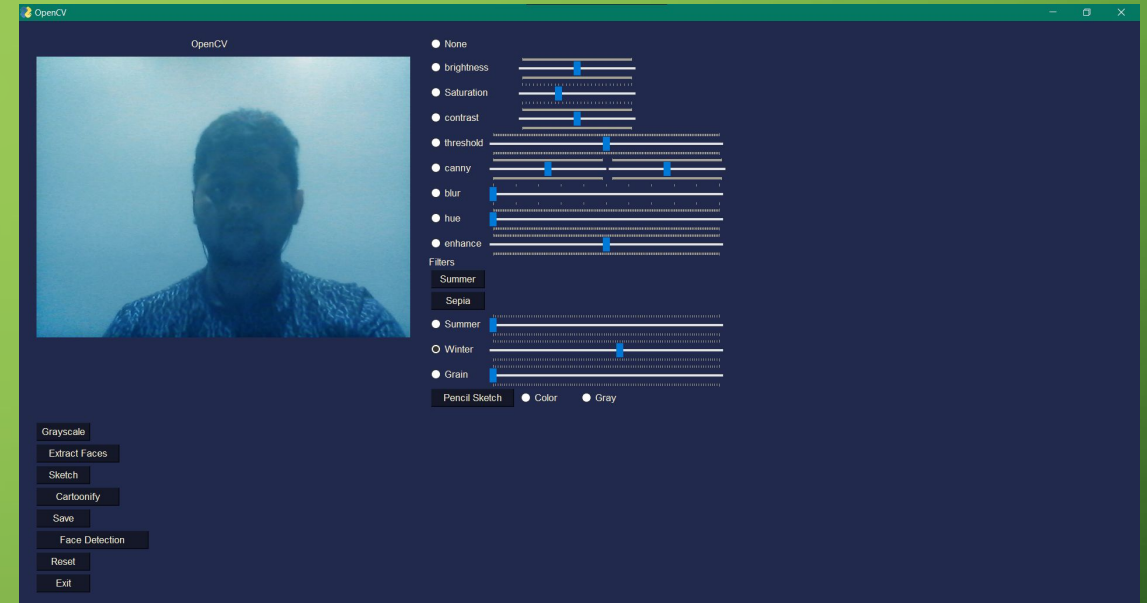 OpenCV
OpenCV
None
brightness
Saturation
contrast
threshold
canny
blur
hue
enhance
Filters
Summer
Sepia
Summer
Winter
Grain
Pencil Sketch Color Gray
Grayscale
Extract Faces
Sketch
Cartoonify
Save
Face Detection
Reset
Exit